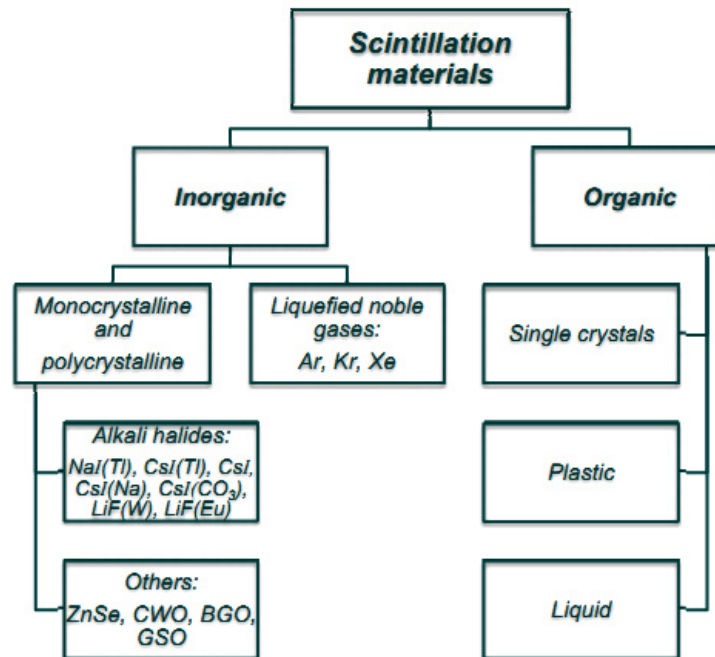 Scintillation
materials
Inorganic
Organic
Monocrystalline
and
polycrystalline
Liquefied noble
gases:
Ar, Kr, Xe
Single crystals
Alkali halides:
NaI(Tl), CsI(Tl), CsI,
CsI(Na), CsI(CO₃),
LiF(W), LiF(Eu)
Plastic
Others:
ZnSe, CWO, BGO,
GSO
Liquid